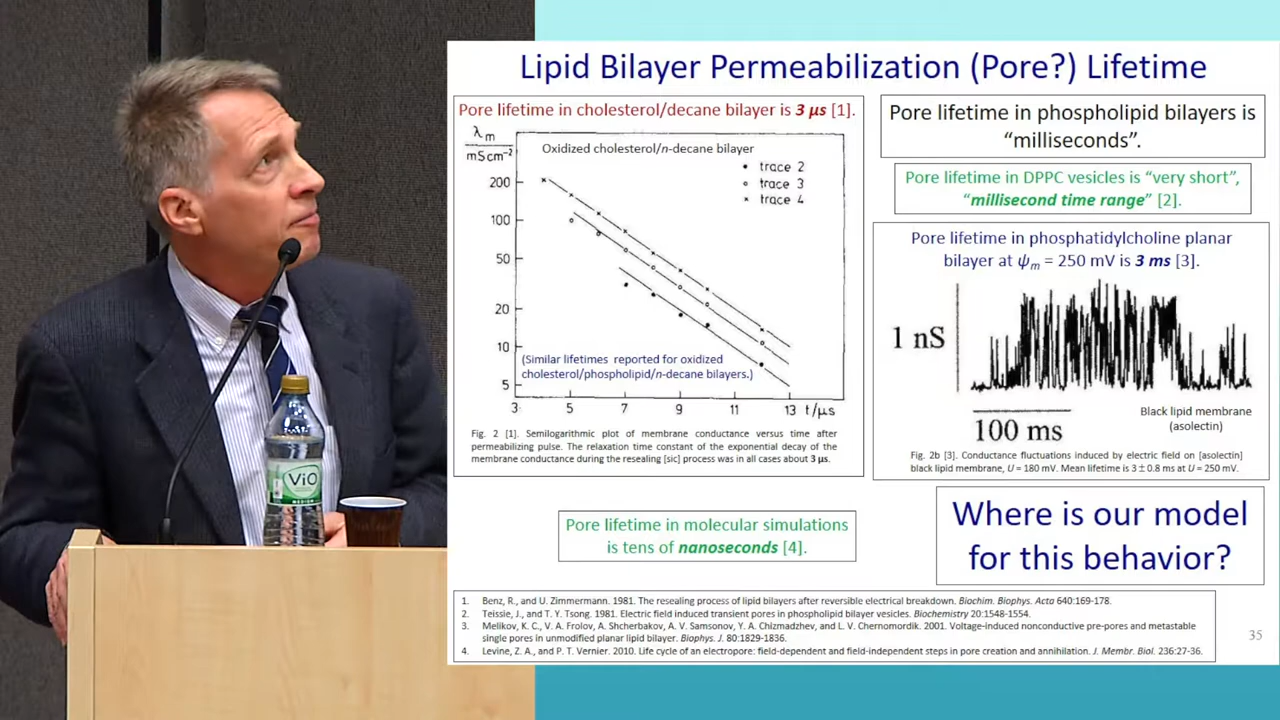 Lipid Bilayer Permeabilization (Pore?) Lifetime
Pore lifetime in cholesterol/decane bilayer is 3 µs [1].
λm
mS cm⁻²
Oxidized cholesterol/n-decane bilayer
trace 2
trace 3
trace 4
200
100
50
20
10
5
(Similar lifetimes reported for oxidized
cholesterol/phospholipid/n-decane bilayers.)
3 5 7 9 11 13 t/µs
Fig. 2 [1]. Semilogarithmic plot of membrane conductance versus time after
permeabilizing pulse. The relaxation time constant of the exponential decay of the
membrane conductance during the resealing [sic] process was in all cases about 3 µs.
Pore lifetime in phospholipid bilayers is
“milliseconds”.
Pore lifetime in DPPC vesicles is “very short”,
“millisecond time range” [2].
Pore lifetime in phosphatidylcholine planar
bilayer at ψm = 250 mV is 3 ms [3].
1 nS
100 ms
Black lipid membrane
(asolectin)
Fig. 2b [3]. Conductance fluctuations induced by electric field on [asolectin]
black lipid membrane, U = 180 mV. Mean lifetime is 3 ± 0.8 ms at U = 250 mV.
Pore lifetime in molecular simulations
is tens of nanoseconds [4].
Where is our model
for this behavior?
1. Benz, R., and U. Zimmermann. 1981. The resealing process of lipid bilayers after reversible electrical breakdown. Biochim. Biophys. Acta 640:169-178.
2. Teissie, J., and T. Y. Tsong. 1981. Electric field induced transient pores in phospholipid bilayer vesicles. Biochemistry 20:1548-1554.
3. Melikov, K. C., V. A. Frolov, A. Shcherbakov, A. V. Samsonov, Y. A. Chizmadzhev, and L. V. Chernomordik. 2001. Voltage-induced nonconductive pre-pores and metastable
single pores in unmodified planar lipid bilayer. Biophys. J. 80:1829-1836.
4. Levine, Z. A., and P. T. Vernier. 2010. Life cycle of an electropore: field-dependent and field-independent steps in pore creation and annihilation. J. Membr. Biol. 236:27-36.
35
ViO
MEDIUM